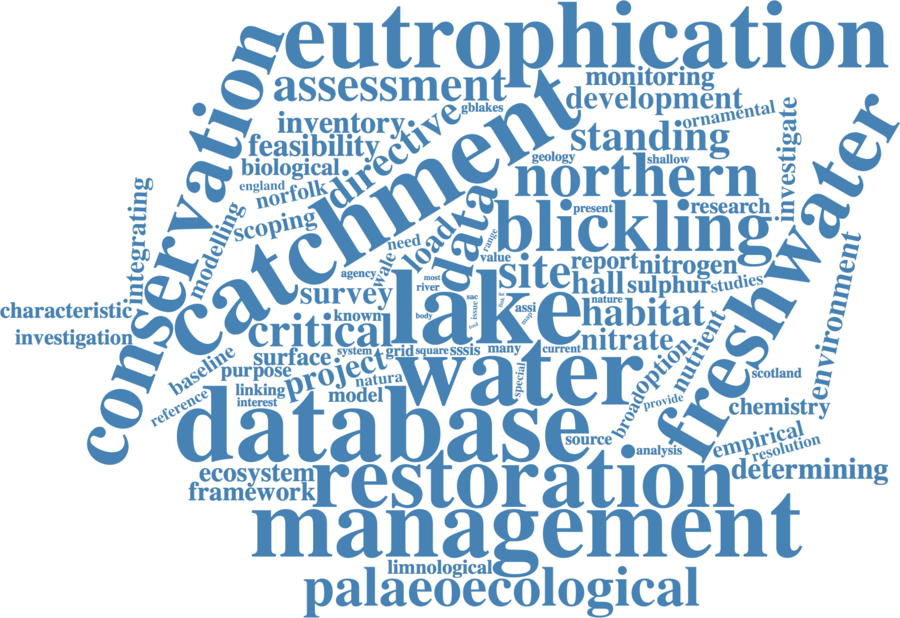 eutrophication
conservation
assessment
monitoring
gblakes
development
ornamental
inventory
directive
catchment
standing
investigate
freshwater
feasibility
biological
geology
shallow
england
norfolk
northern
integrating
modelling
scoping
data
blickling
present
research
load
need
wale
range
value
site
report
nitrogen
agency
most
river
hall
sulphur
studies
environment
survey
lake
sac
issue
assi
nature
habitat
characteristic
known
body
critical
nitrate
investigation
system
grid
square
sssis
many
current
nutrient
baseline
surface
project
water
special
broad
option
scotland
purpose
natura
model
reference
linking
interest
database
provide
chemistry
source
analysis
empirical
resolution
ecosystem
restoration
determining
framework
management
limnological
palaeoecological